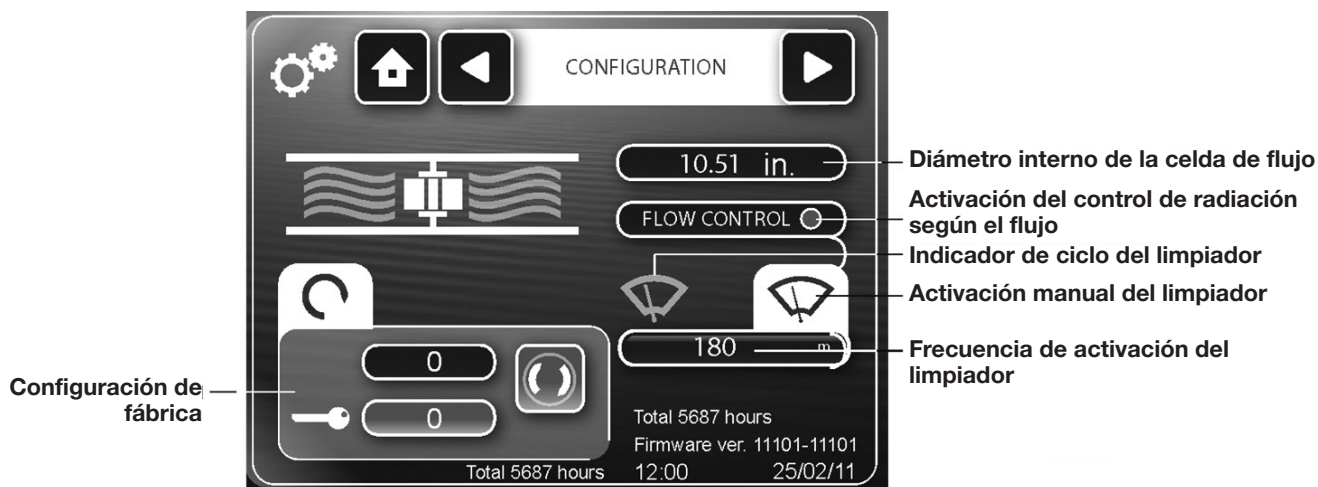 CONFIGURATION
10.51 in.
Diámetro interno de la celda de flujo
FLOW CONTROL
Activación del control de radiación
según el flujo
Indicador de ciclo del limpiador
Activación manual del limpiador
180 m
Frecuencia de activación del
limpiador
Configuración de
fábrica
0
0
Total 5687 hours
Firmware ver. 11101-11101
Total 5687 hours
12:00 25/02/11